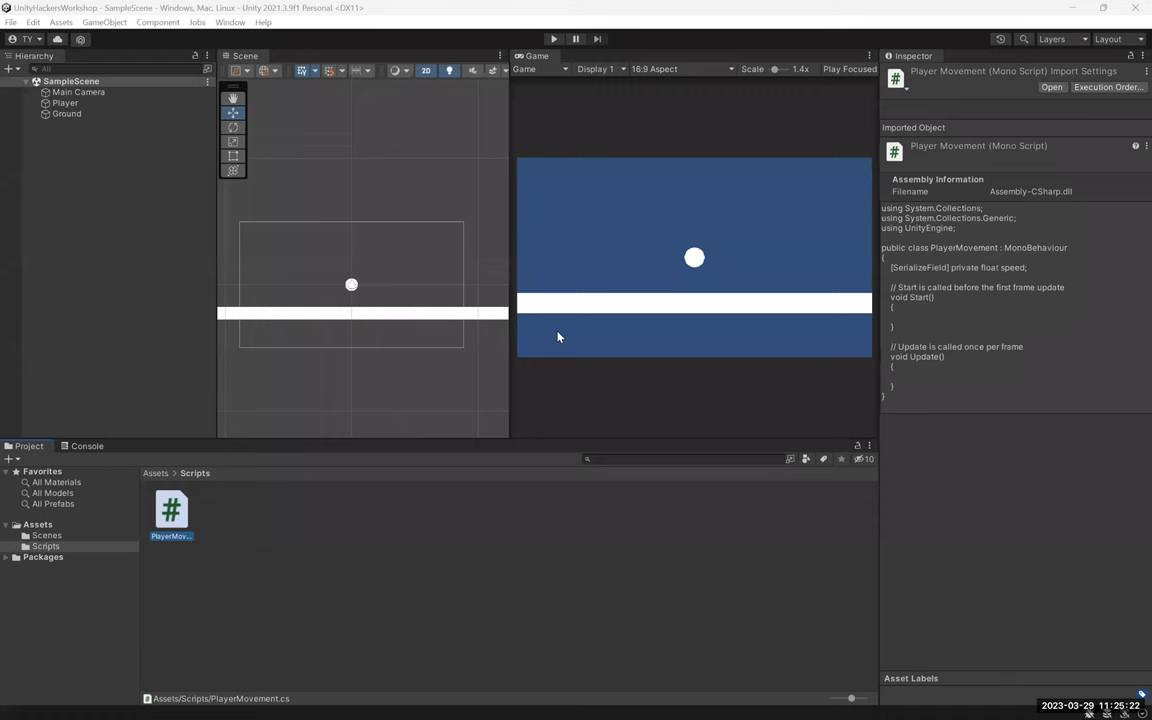 UnityHackersWorkshop - SampleScene - Windows, Mac, Linux - Unity 2021.3.9f1 Personal <DX11>
File Edit Assets GameObject Component Jobs Window Help
TY Layers Layout
Hierarchy
All
SampleScene
Main Camera
Player
Ground
Scene
2D
Game
Game Display 1 16:9 Aspect Scale 1.4x Play Focused
Inspector
Player Movement (Mono Script) Import Settings
Open Execution Order...
Imported Object
Player Movement (Mono Script)
Assembly Information
Filename Assembly-CSharp.dll
using System.Collections;
using System.Collections.Generic;
using UnityEngine;
public class PlayerMovement : MonoBehaviour
{
[SerializeField] private float speed;
// Start is called before the first frame update
void Start()
{
}
// Update is called once per frame
void Update()
{
}
}
Project Console
10
Favorites
All Materials
All Models
All Prefabs
Assets
Scenes
Scripts
Packages
Assets > Scripts
PlayerMov...
Assets/Scripts/PlayerMovement.cs
Asset Labels
2023-03-29 11:25:22